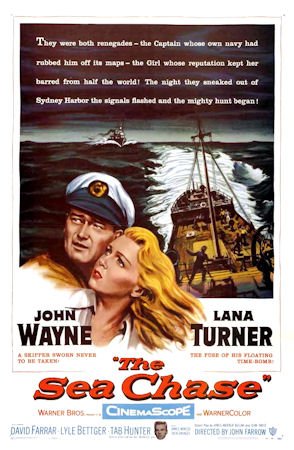 They were both renegades – the Captain whose own navy had
rubbed him off its maps – the Girl whose reputation kept her
barred from half the world! The night they sneaked out of
Sydney Harbor the signals flashed and the mighty hunt began!
JOHN WAYNE
A SKIPPER SWORN NEVER
TO BE TAKEN!
LANA TURNER
THE FUSE OF HIS FLOATING
TIME-BOMB!
"The
Sea Chase"
WARNER BROS.
CINEMASCOPE
AND WARNERCOLOR
DAVID FARRAR · LYLE BETTGER · TAB HUNTER
DIRECTED BY JOHN FARROW